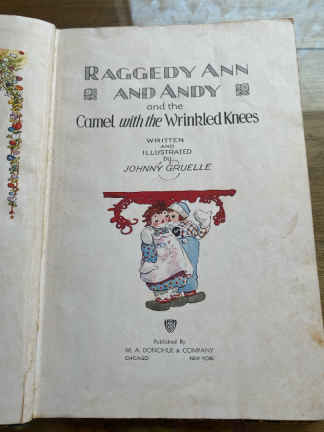 RAGGEDY ANN
AND ANDY
and the
Camel with the Wrinkled Knees
WRITTEN
AND
ILLUSTRATED
by
JOHNNY GRUELLE
Published By
M. A. DONOHUE & COMPANY
CHICAGO NEW YORK